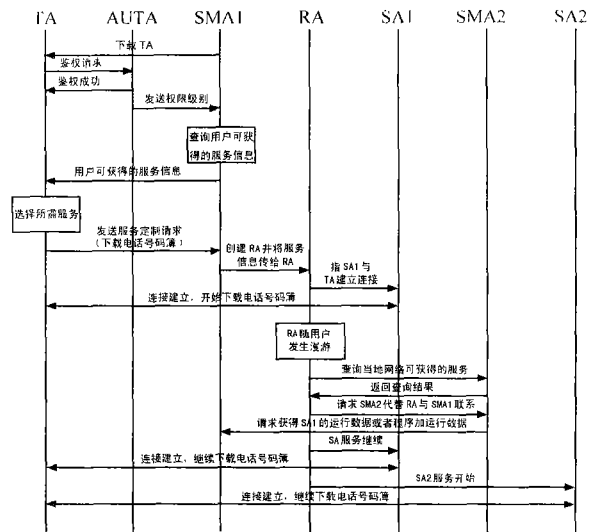 TA AUTA SMA1 RA SA1 SMA2 SA2
下载 TA
鉴权请求
鉴权成功
发送权限级别
查询用户可获
得的服务信息
用户可获得的服务信息
选择所需服务
发送服务定制请求
(下载电话号码簿)
创建 RA 并将服务
信息传给 RA
指 SA1 与
TA 建立连接
连接建立，开始下载电话号码簿
RA 随用户
发生漫游
查询当地网络可获得的服务
返回查询结果
请求 SMA2 代替 RA 与 SMA1 联系
请求获得 SA1 的运行数据或者程序加运行数据
SA 服务继续
连接建立，继续下载电话号码簿
SA2 服务开始
连接建立，继续下载电话号码簿